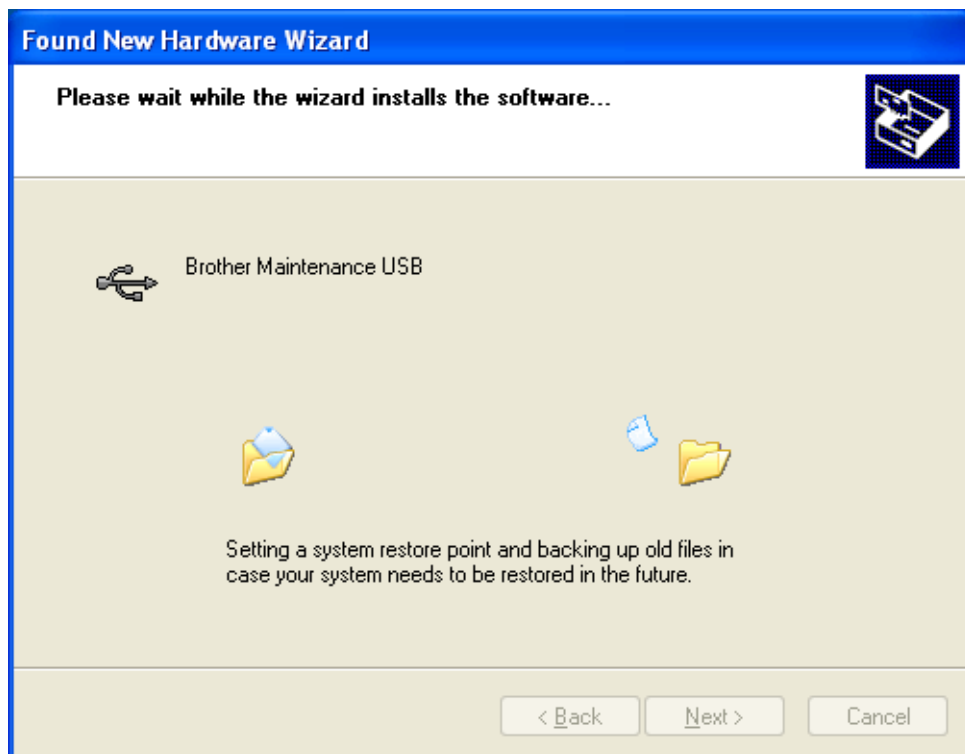 Found New Hardware Wizard
Please wait while the wizard installs the software...
Brother Maintenance USB
Setting a system restore point and backing up old files in
case your system needs to be restored in the future.
< Back
Next >
Cancel